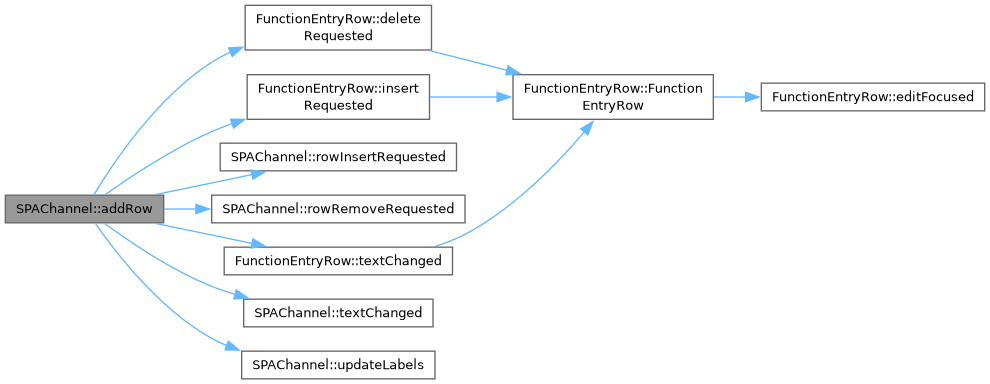 FunctionEntryRow::delete
Requested
FunctionEntryRow::insert
Requested
FunctionEntryRow::Function
EntryRow
FunctionEntryRow::editFocused
SPAChannel::rowInsertRequested
SPAChannel::addRow
SPAChannel::rowRemoveRequested
FunctionEntryRow::textChanged
SPAChannel::textChanged
SPAChannel::updateLabels